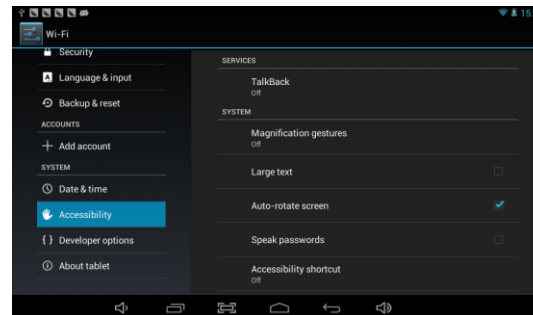 15
Wi-Fi
Security
Language & input
Backup & reset
ACCOUNTS
Add account
SYSTEM
Date & time
Accessibility
{ } Developer options
About tablet
SERVICES
TalkBack
Off
SYSTEM
Magnification gestures
Off
Large text
Auto-rotate screen
Speak passwords
Accessibility shortcut
Off